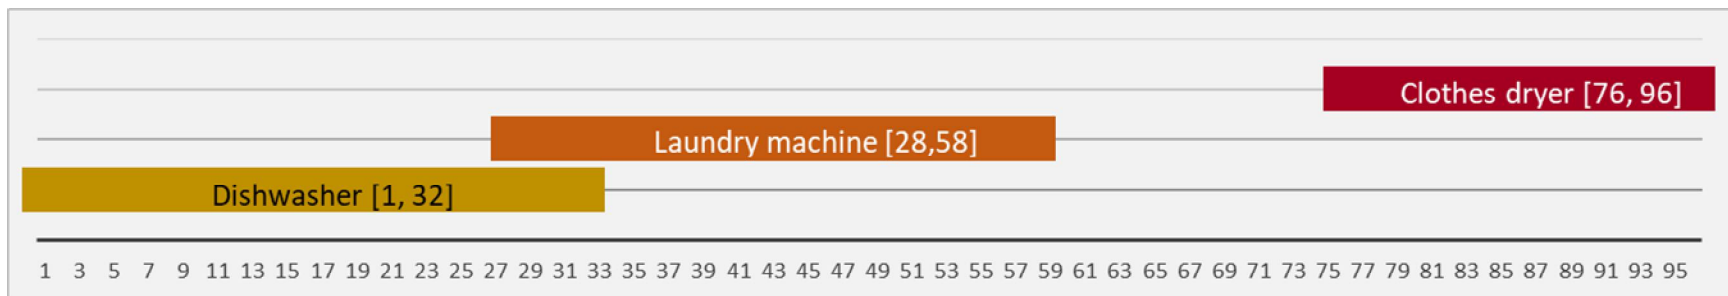 Clothes dryer [76, 96]
Laundry machine [28,58]
Dishwasher [1, 32]
1 3 5 7 9 11 13 15 17 19 21 23 25 27 29 31 33 35 37 39 41 43 45 47 49 51 53 55 57 59 61 63 65 67 69 71 73 75 77 79 81 83 85 87 89 91 93 95